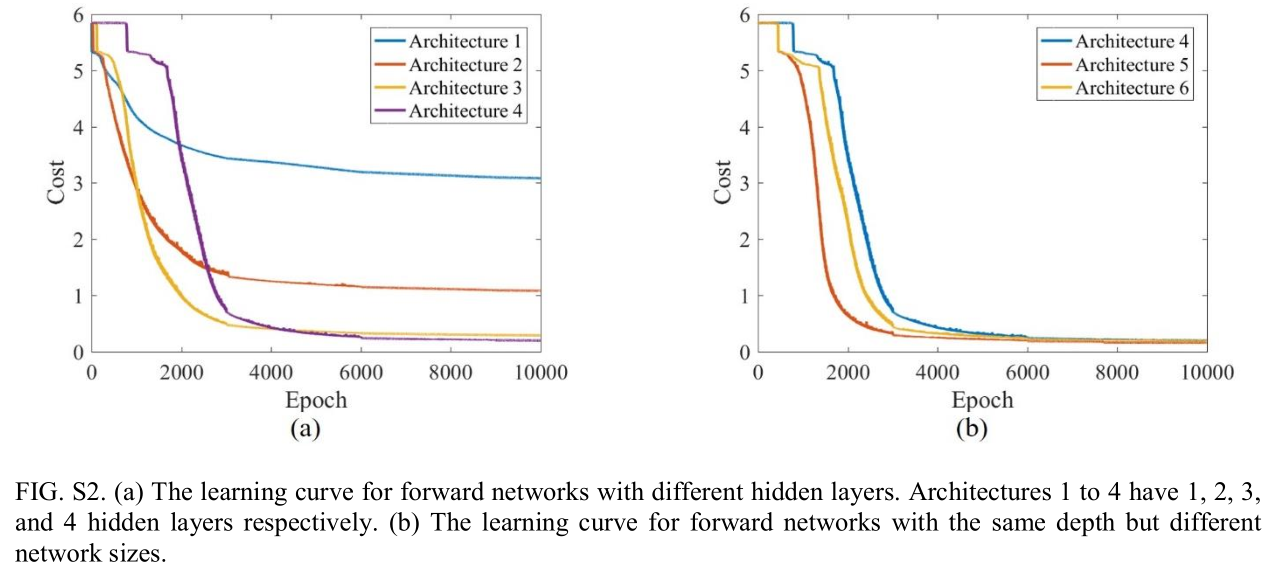 6
5
4
3
2
1
0
Cost
0 2000 4000 6000 8000 10000
Epoch
Architecture 1
Architecture 2
Architecture 3
Architecture 4
(a)
6
5
4
3
2
1
0
Cost
0 2000 4000 6000 8000 10000
Epoch
Architecture 4
Architecture 5
Architecture 6
(b)
FIG. S2. (a) The learning curve for forward networks with different hidden layers. Architectures 1 to 4 have 1, 2, 3,
and 4 hidden layers respectively. (b) The learning curve for forward networks with the same depth but different
network sizes.